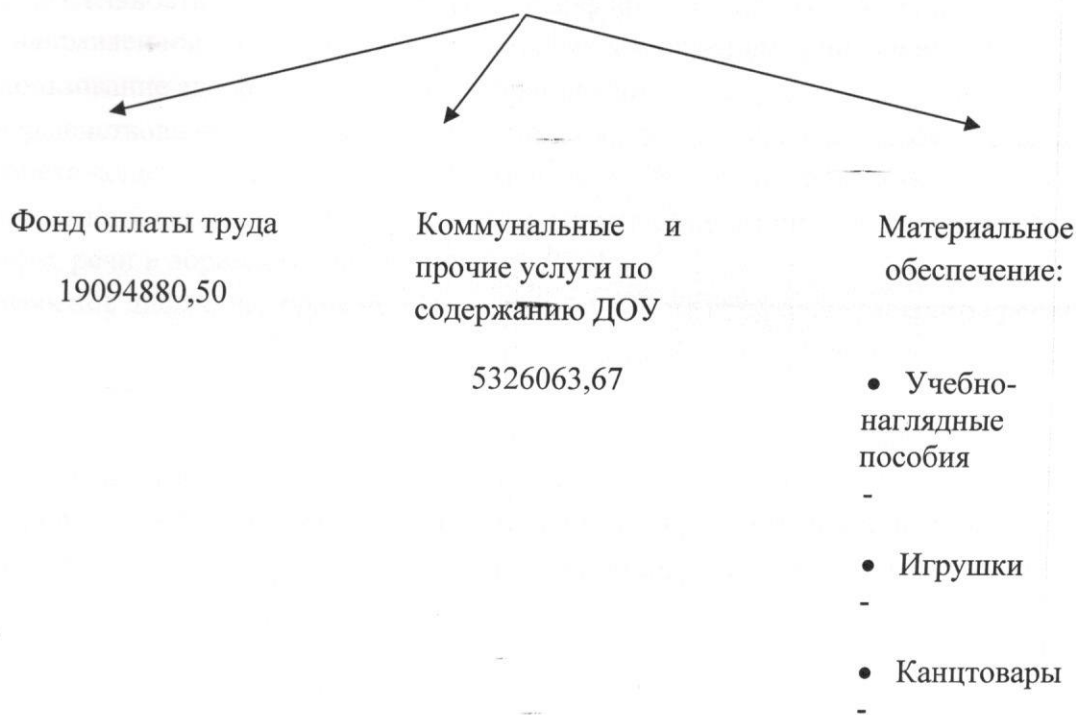 Фонд оплаты труда
19094880,50
Коммунальные и
прочие услуги по
содержанию ДОУ
5326063,67
Материальное
обеспечение:
• Учебно-
наглядные
пособия
-
• Игрушки
-
• Канцтовары
-